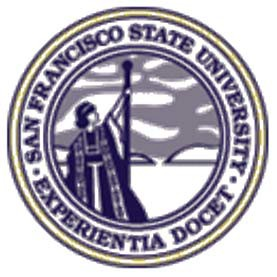 SAN FRANCISCO STATE UNIVERSITY
EXPERIENTIA DOCET